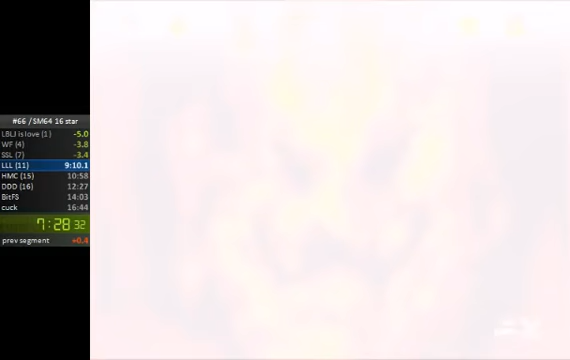 #66 / SM64 16 star
LBLJ is love (1) -5.0
WF (4) -3.8
SSL (7) -3.4
LLL (11) 9:10.1
HMC (15) 10:58
DDD (16) 12:27
BitFS 14:03
cuck 16:44
7:28 32
prev segment +0.4